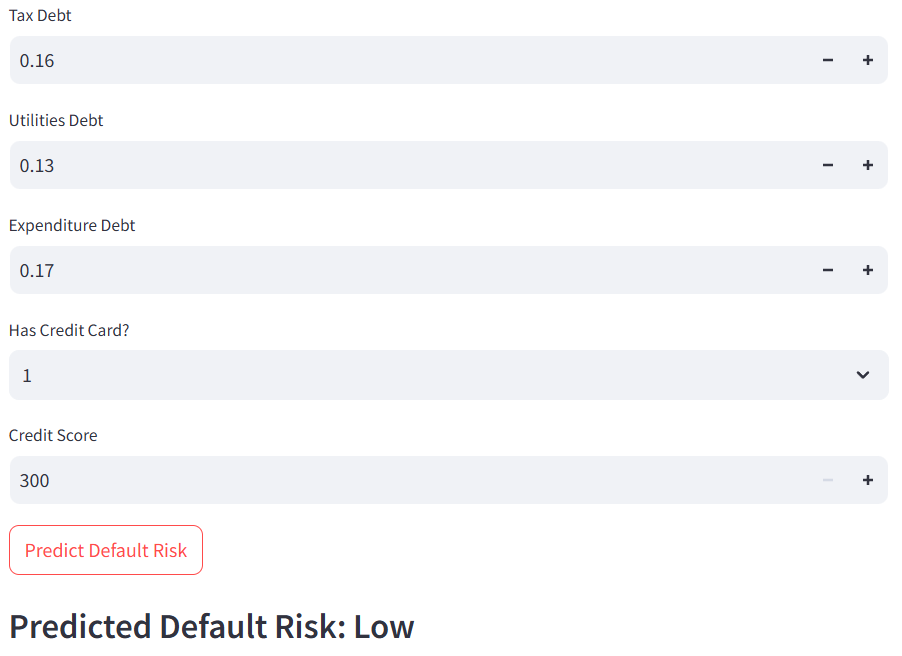 Tax Debt
0.16
Utilities Debt
0.13
Expenditure Debt
0.17
Has Credit Card?
1
Credit Score
300
Predict Default Risk
Predicted Default Risk: Low